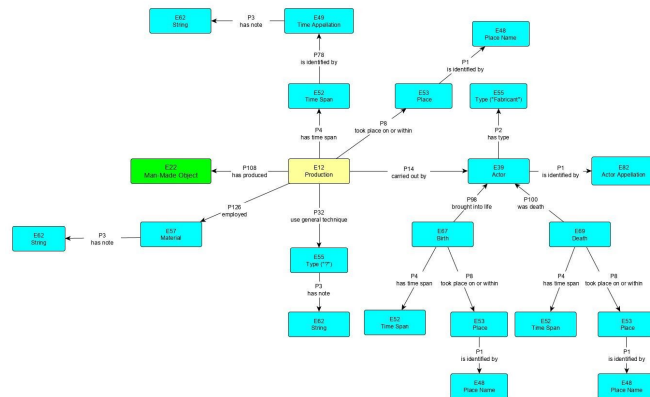 E62
String
P3
has note
E49
Time Appellation
E48
Place Name
P78
is identified by
P1
is identified by
E52
Time Span
E53
Place
E55
Type ("Fabricant")
P4
has time span
P8
took place on or within
P2
has type
E22
Man-Made Object
P108
has produced
E12
Production
P14
carried out by
E39
Actor
P1
is identified by
E82
Actor Appellation
P126
employed
P32
use general technique
P98
brought into life
P100
was death
E62
String
P3
has note
E57
Material
E67
Birth
E69
Death
E55
Type ("?")
P4
has time span
P8
took place on or within
P4
has time span
P8
took place on or within
P3
has note
E62
String
E52
Time Span
E53
Place
E52
Time Span
E53
Place
P1
is identified by
P1
is identified by
E48
Place Name
E48
Place Name